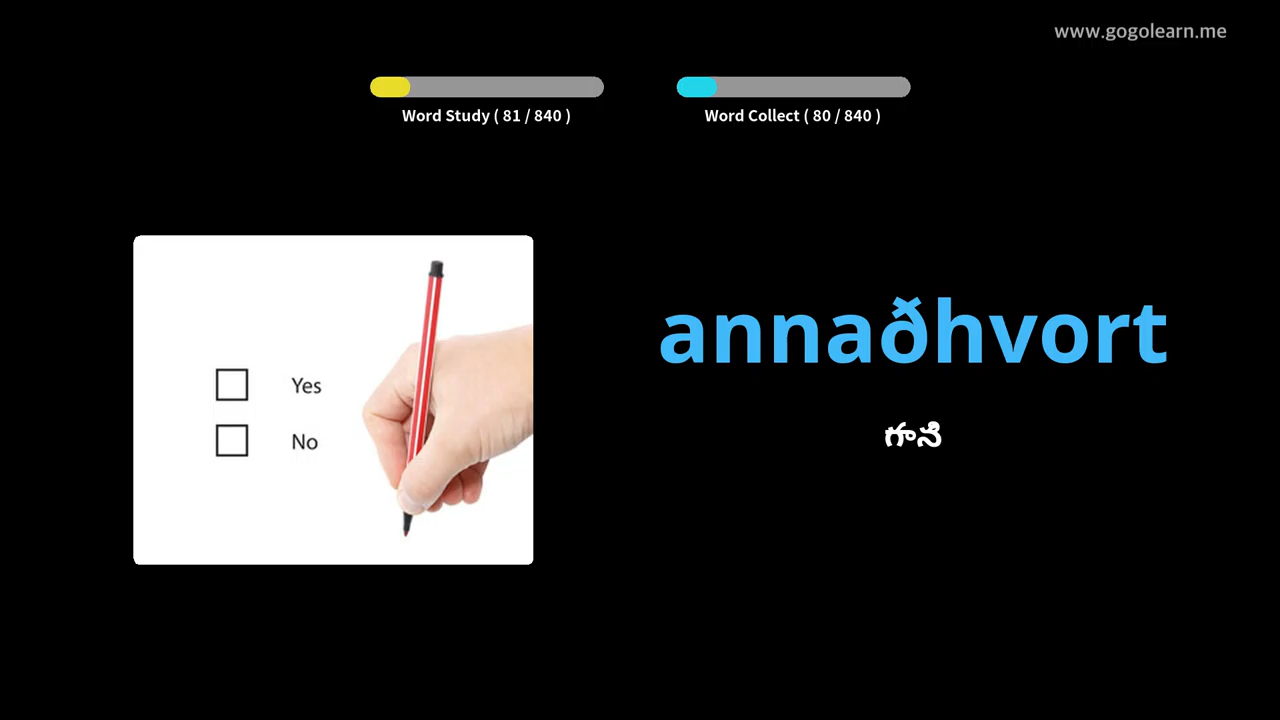 www.gogolearn.me
Word Study ( 81 / 840 )
Word Collect ( 80 / 840 )
Yes
No
annaðhvort
గానీ